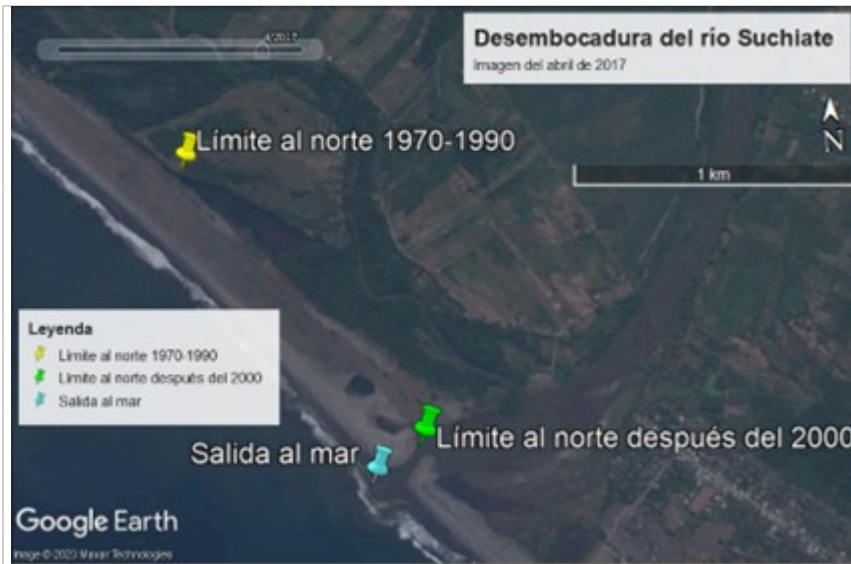 4/2017
Desembocadura del río Suchiate
Imagen del abril de 2017
Límite al norte 1970-1990
N
1 km
Leyenda
Límite al norte 1970-1990
Límite al norte después del 2000
Salida al mar
Límite al norte después del 2000
Salida al mar
Google Earth
Image © 2023 Maxar Technologies